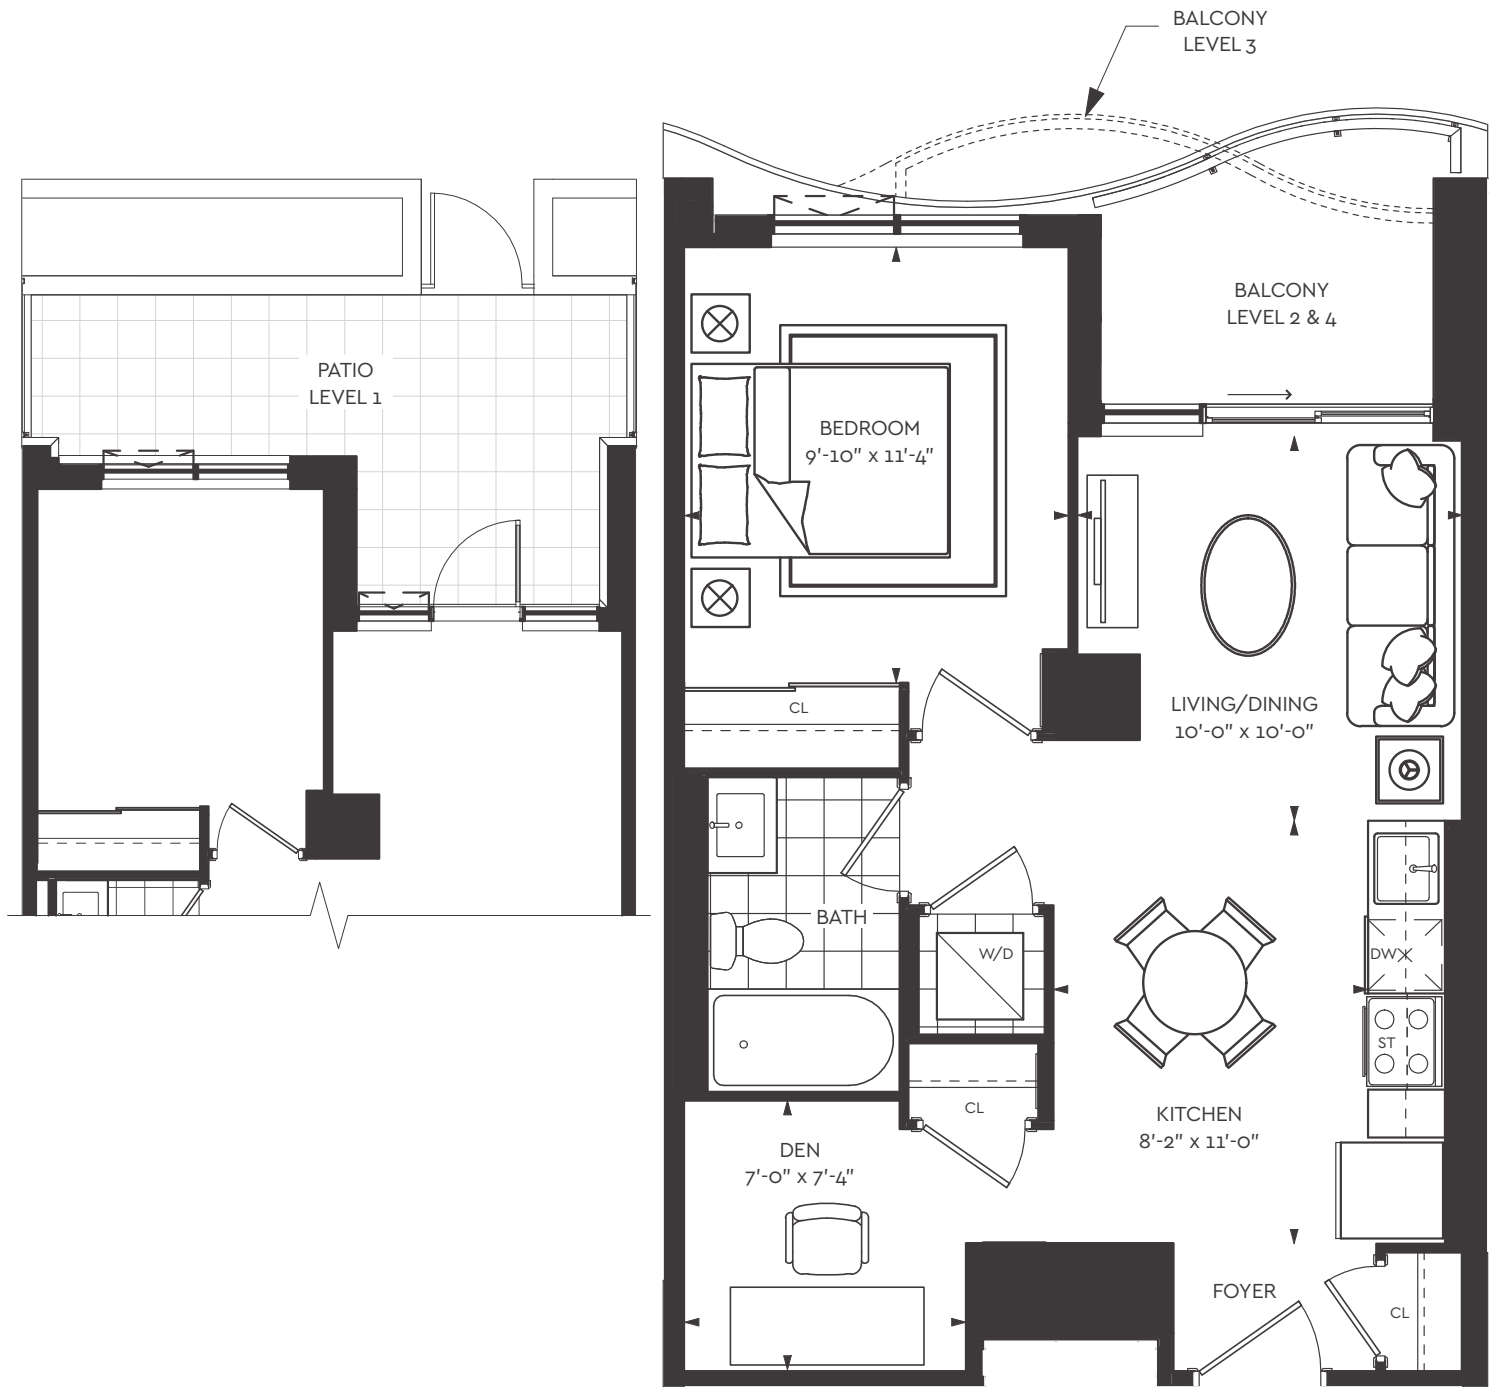 BALCONY
LEVEL 3
BALCONY
LEVEL 2 & 4
PATIO
LEVEL 1
BEDROOM
9'-10" x 11'-4"
CL
LIVING/DINING
10'-0" x 10'-0"
BATH
W/D
DW
ST
CL
KITCHEN
8'-2" x 11'-0"
DEN
7'-0" x 7'-4"
FOYER
CL